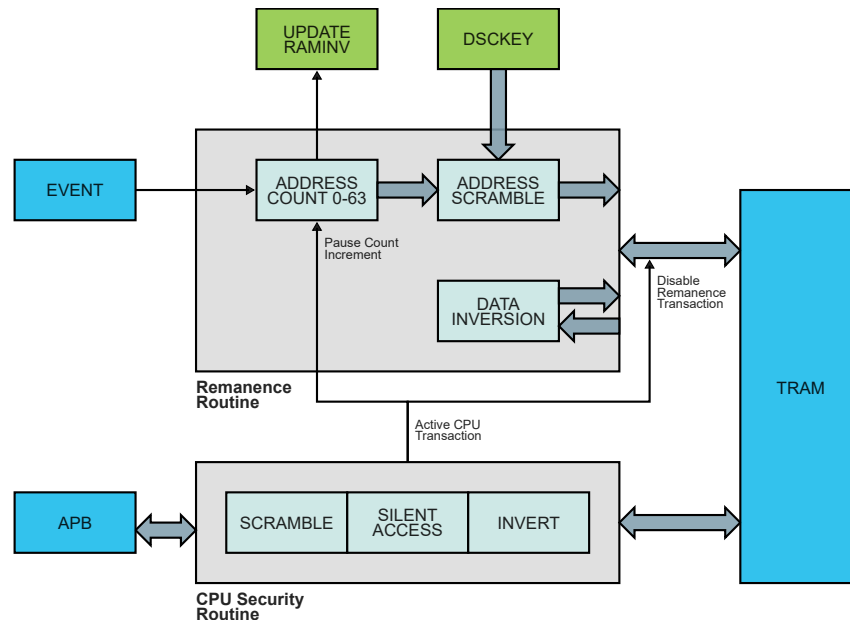 UPDATE
RAMINV
DSCKEY
EVENT
ADDRESS
COUNT 0-63
ADDRESS
SCRAMBLE
Pause Count
Increment
Disable
Remanence
Transaction
DATA
INVERSION
TRAM
Remanence
Routine
Active CPU
Transaction
APB
SCRAMBLE
SILENT
ACCESS
INVERT
CPU Security
Routine